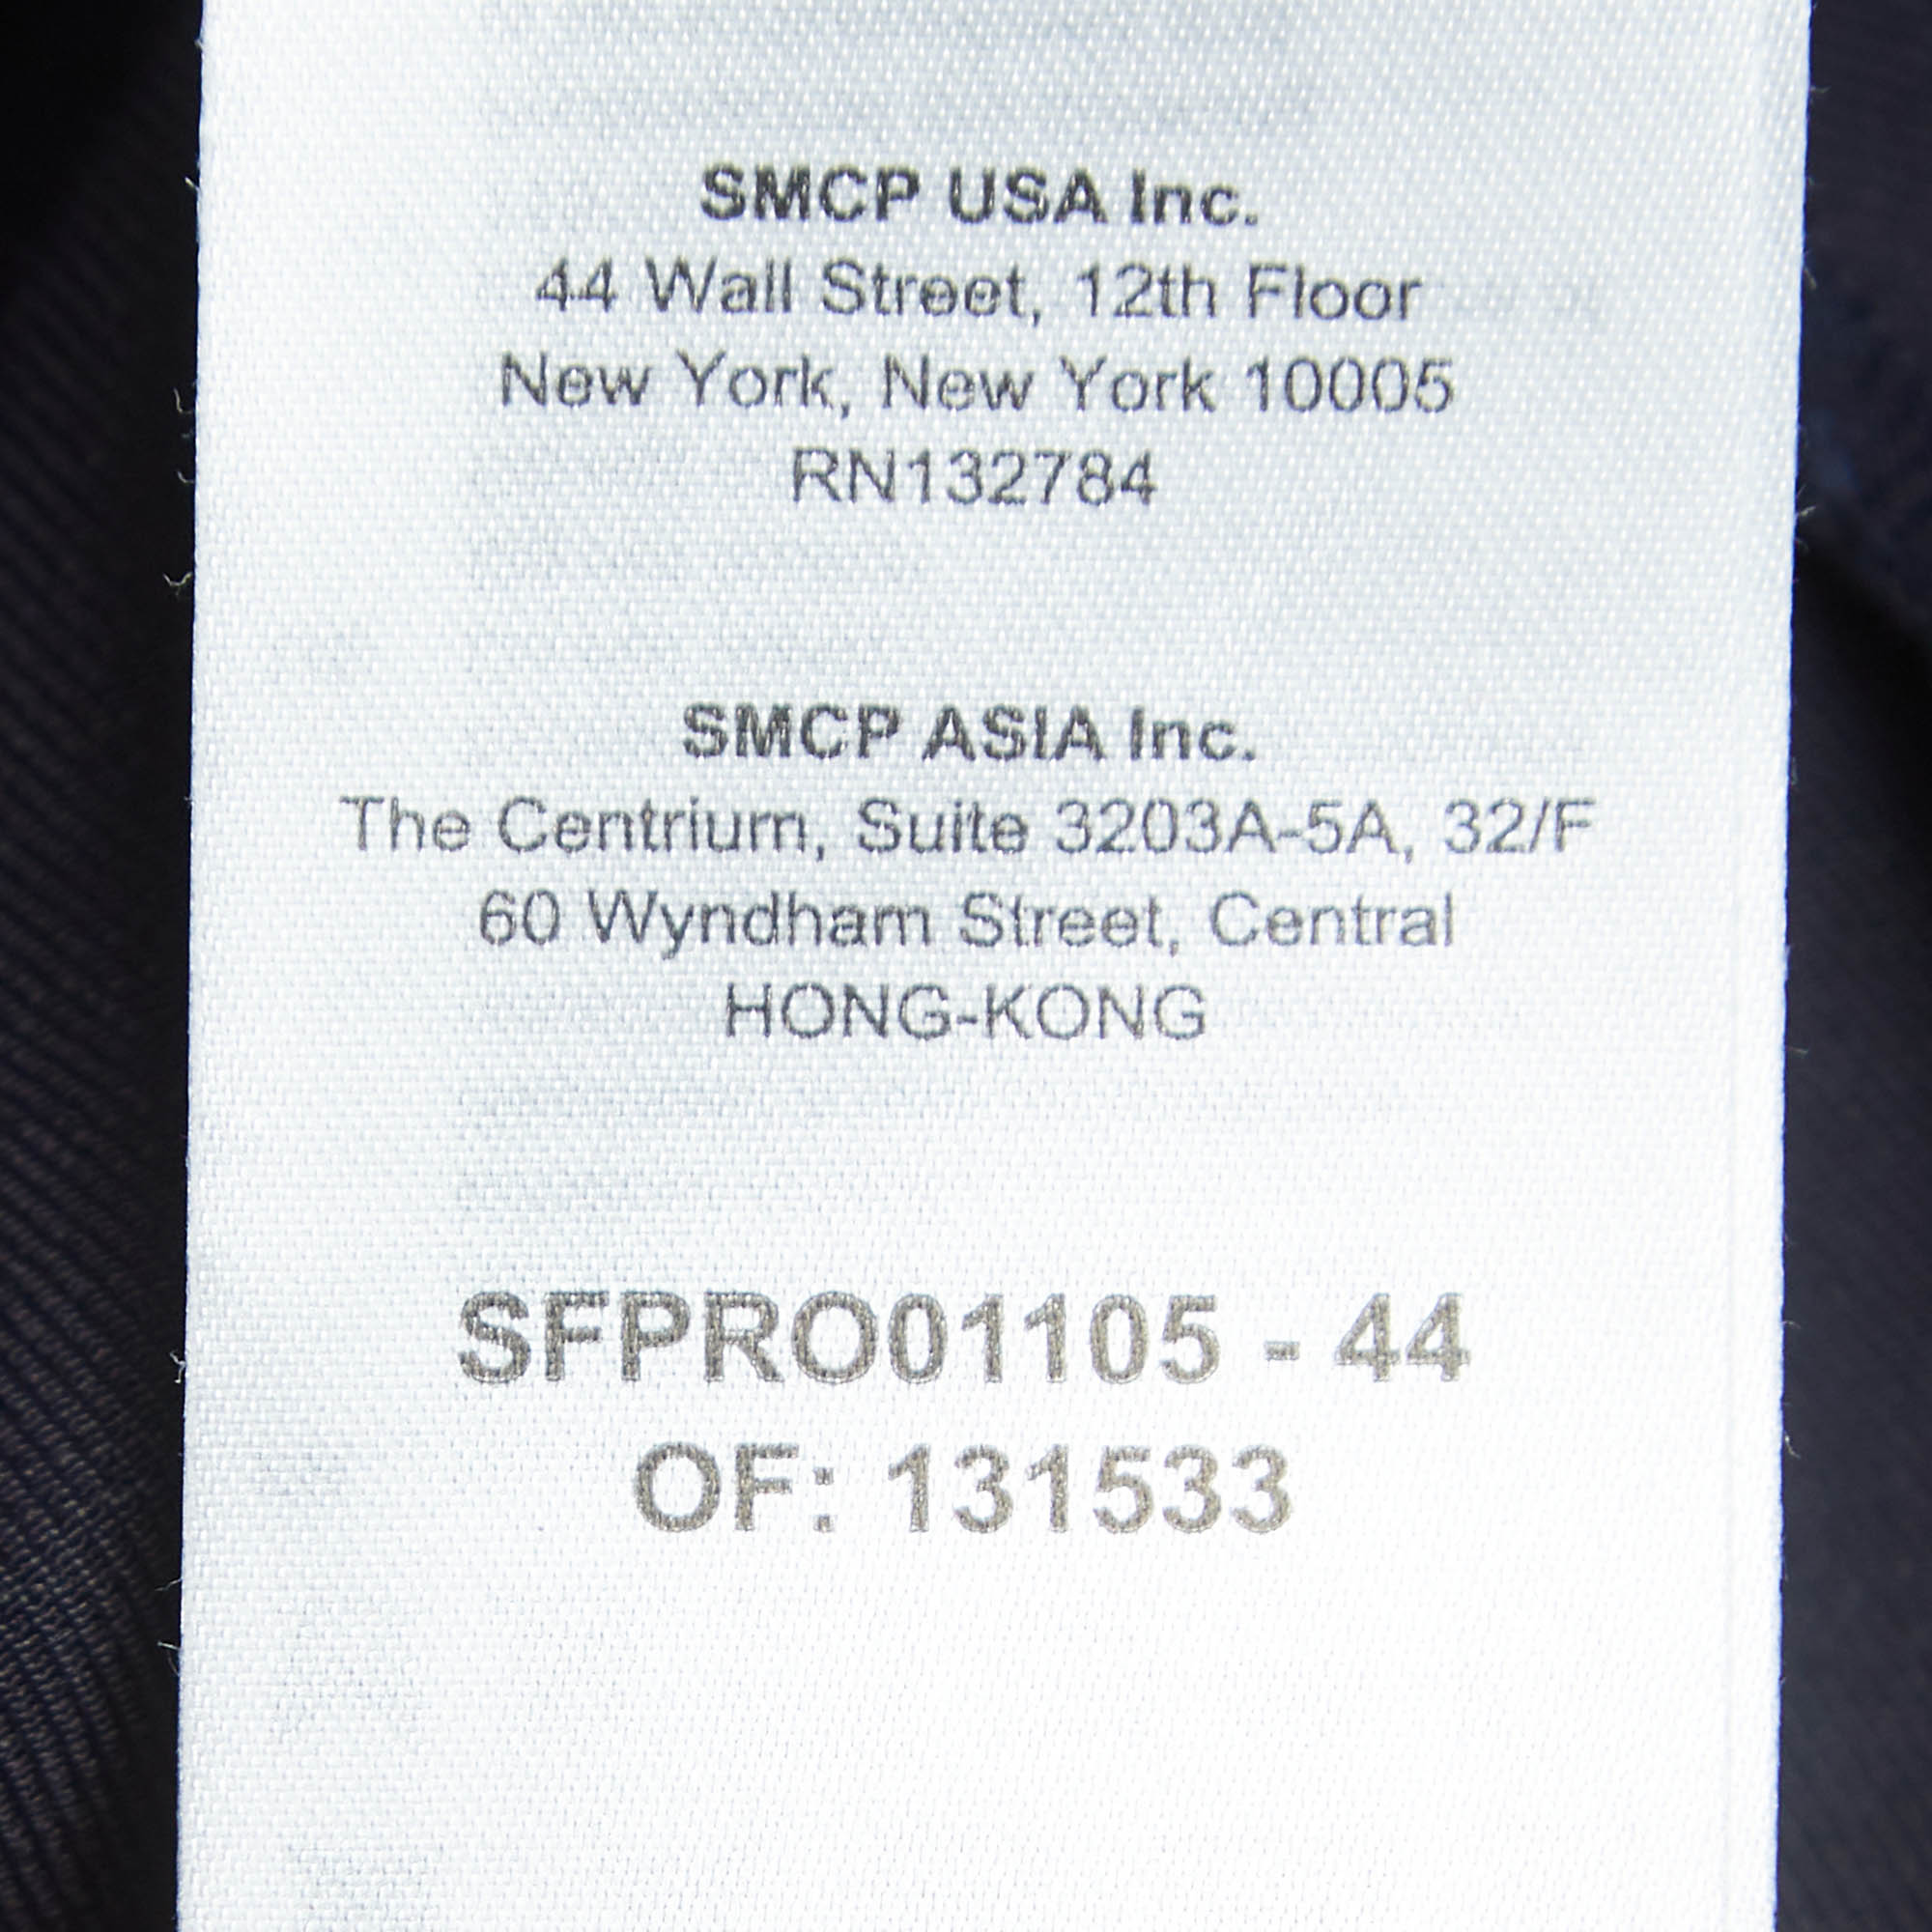 SMCP USA Inc.
44 Wall Street, 12th Floor
New York, New York 10005
RN132784
SMCP ASIA Inc.
The Centrium, Suite 3203A-5A, 32/F
60 Wyndham Street, Central
HONG-KONG
SFPRO01105 - 44
OF: 131533